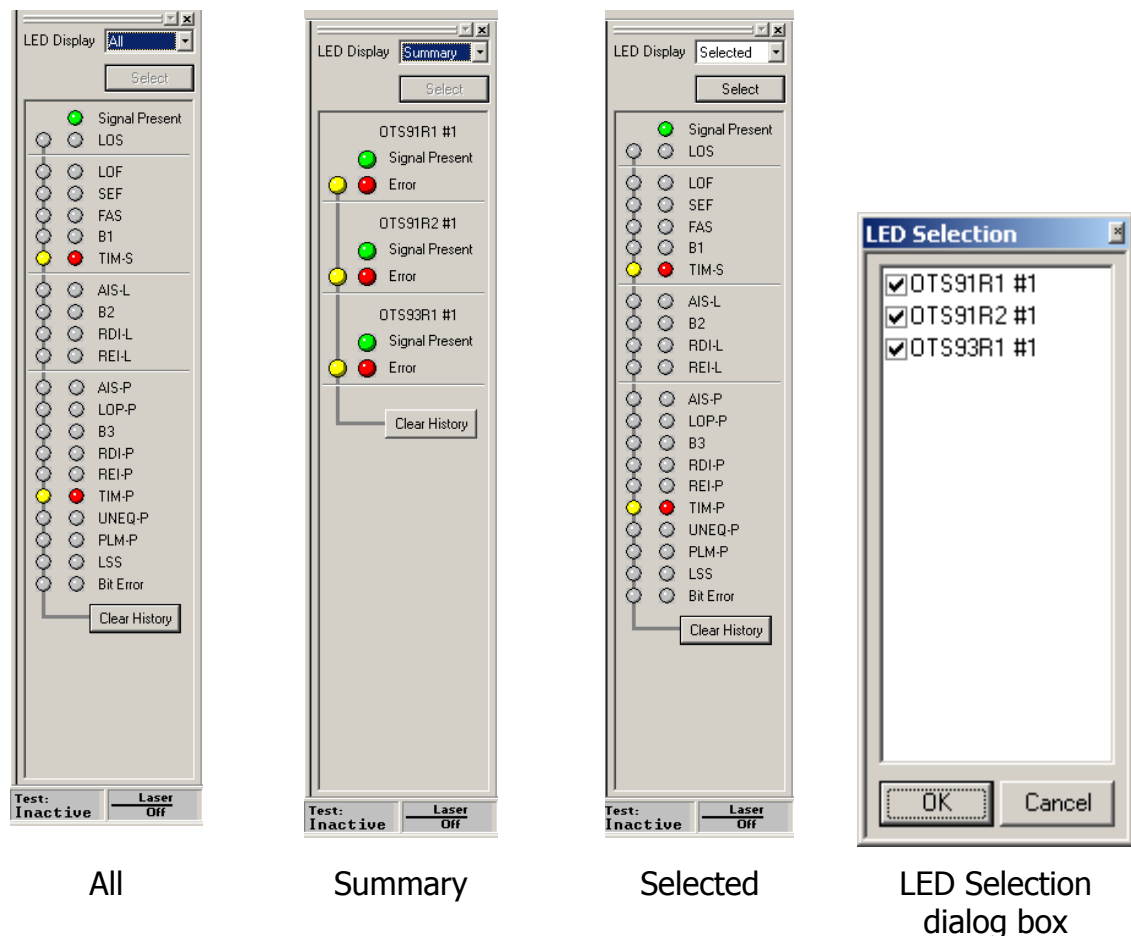 LED Display All
Select
Signal Present
LOS
LOF
SEF
FAS
B1
TIM-S
AIS-L
B2
RDI-L
REI-L
AIS-P
LOP-P
B3
RDI-P
REI-P
TIM-P
UNEQ-P
PLM-P
LSS
Bit Error
Clear History
Test:
Inactive
Laser
Off
All
LED Display Summary
Select
OTS91R1 #1
Signal Present
Error
OTS91R2 #1
Signal Present
Error
OTS93R1 #1
Signal Present
Error
Clear History
Test:
Inactive
Laser
Off
Summary
LED Display Selected
Select
Signal Present
LOS
LOF
SEF
FAS
B1
TIM-S
AIS-L
B2
RDI-L
REI-L
AIS-P
LOP-P
B3
RDI-P
REI-P
TIM-P
UNEQ-P
PLM-P
LSS
Bit Error
Clear History
Test:
Inactive
Laser
Off
Selected
LED Selection
OTS91R1 #1
OTS91R2 #1
OTS93R1 #1
OK Cancel
LED Selection
dialog box